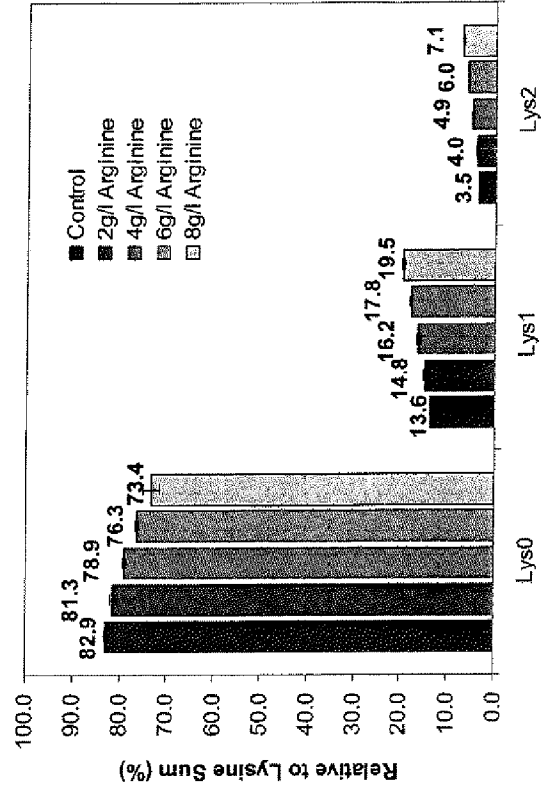 Relative to Lysine Sum (%)
100.0
90.0
80.0
70.0
60.0
50.0
40.0
30.0
20.0
10.0
0.0
Control
2g/l Arginine
4g/l Arginine
6g/l Arginine
8g/l Arginine
82.9
81.3
78.9
76.3
73.4
13.6
14.8
16.2
17.8
19.5
3.5
4.0
4.9
6.0
7.1
Lys0
Lys1
Lys2